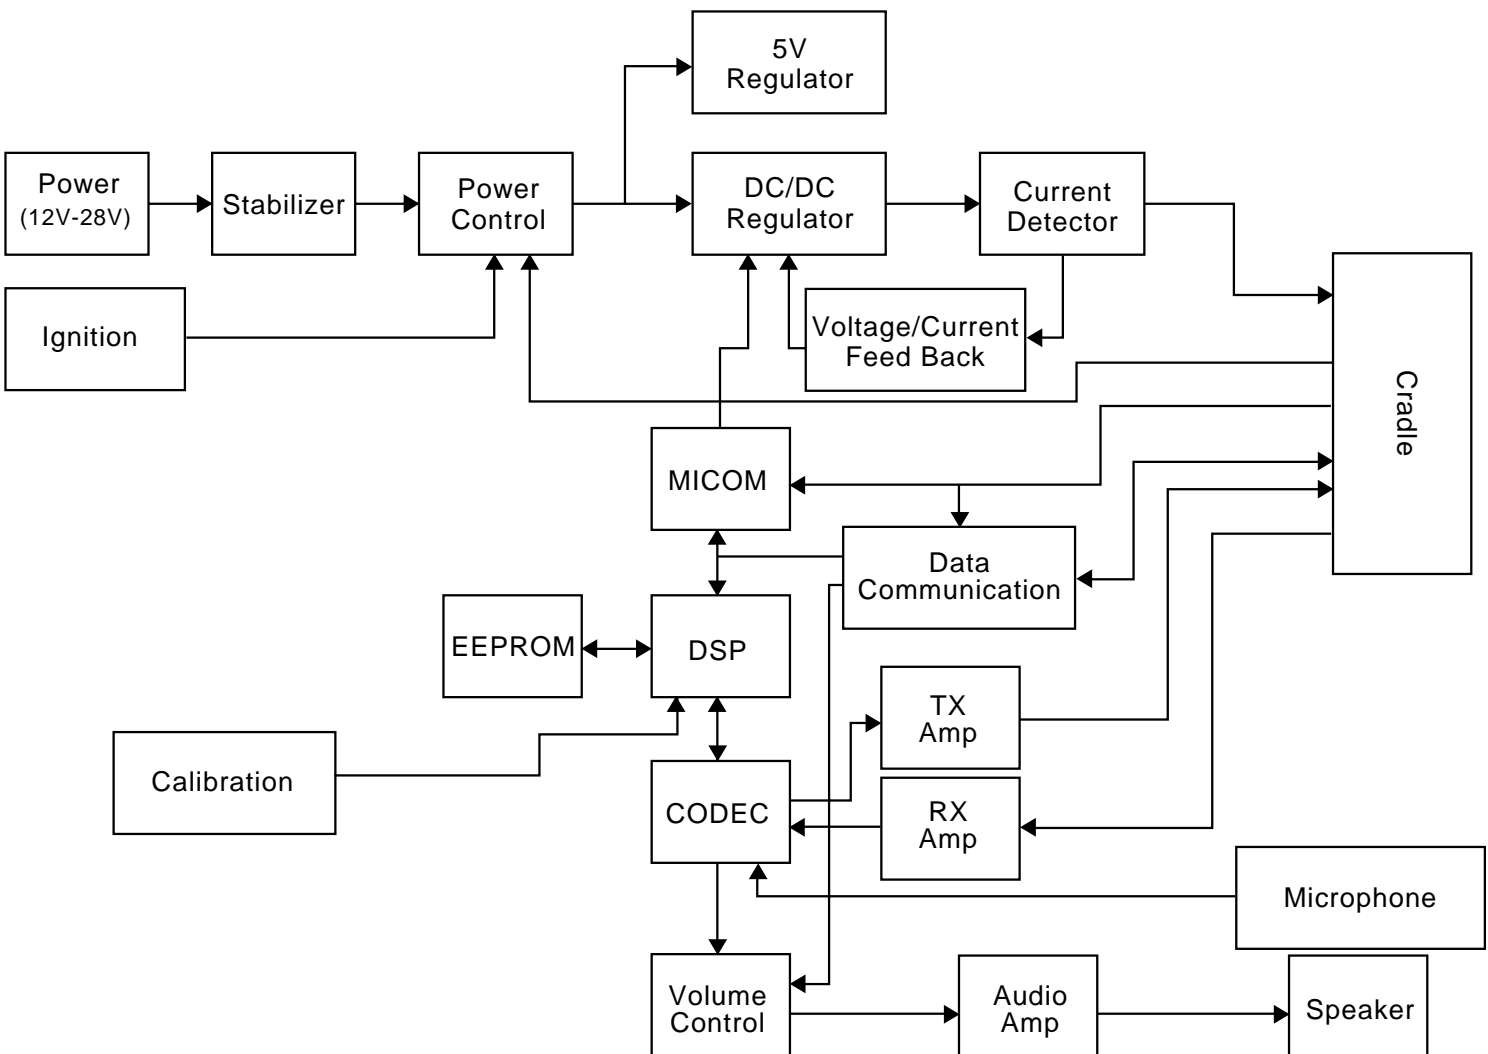 5V
Regulator
Power
(12V-28V)
Stabilizer
Power
Control
DC/DC
Regulator
Current
Detector
Ignition
Voltage/Current
Feed Back
Cradle
MICOM
Data
Communication
EEPROM
DSP
TX
Amp
Calibration
CODEC
RX
Amp
Microphone
Volume
Control
Audio
Amp
Speaker